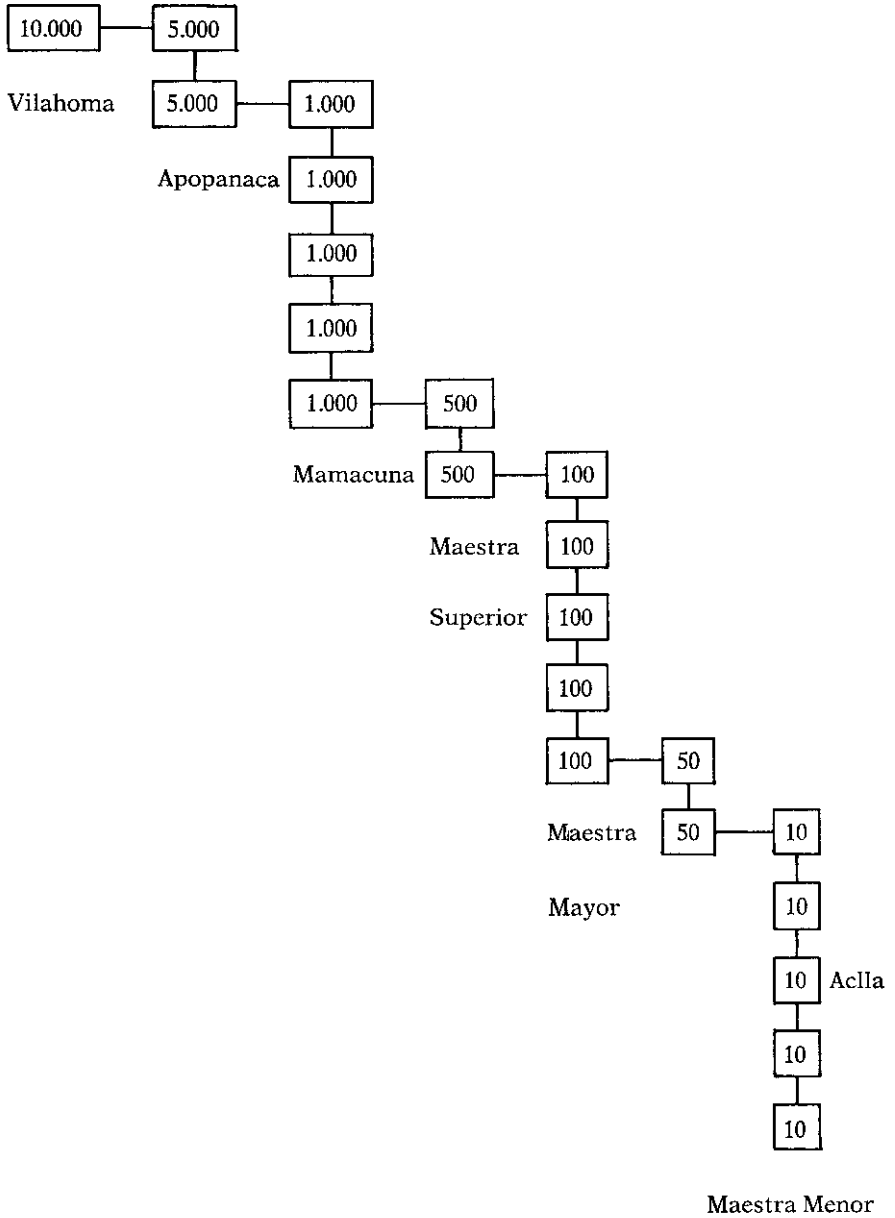 10.000 5.000
Vilahoma 5.000 1.000
Apopanaca 1.000
1.000
1.000
1.000 500
Mamacuna 500 100
Maestra 100
Superior 100
100
100 50
Maestra 50 10
Mayor 10
10 Aclla
10
10
Maestra Menor